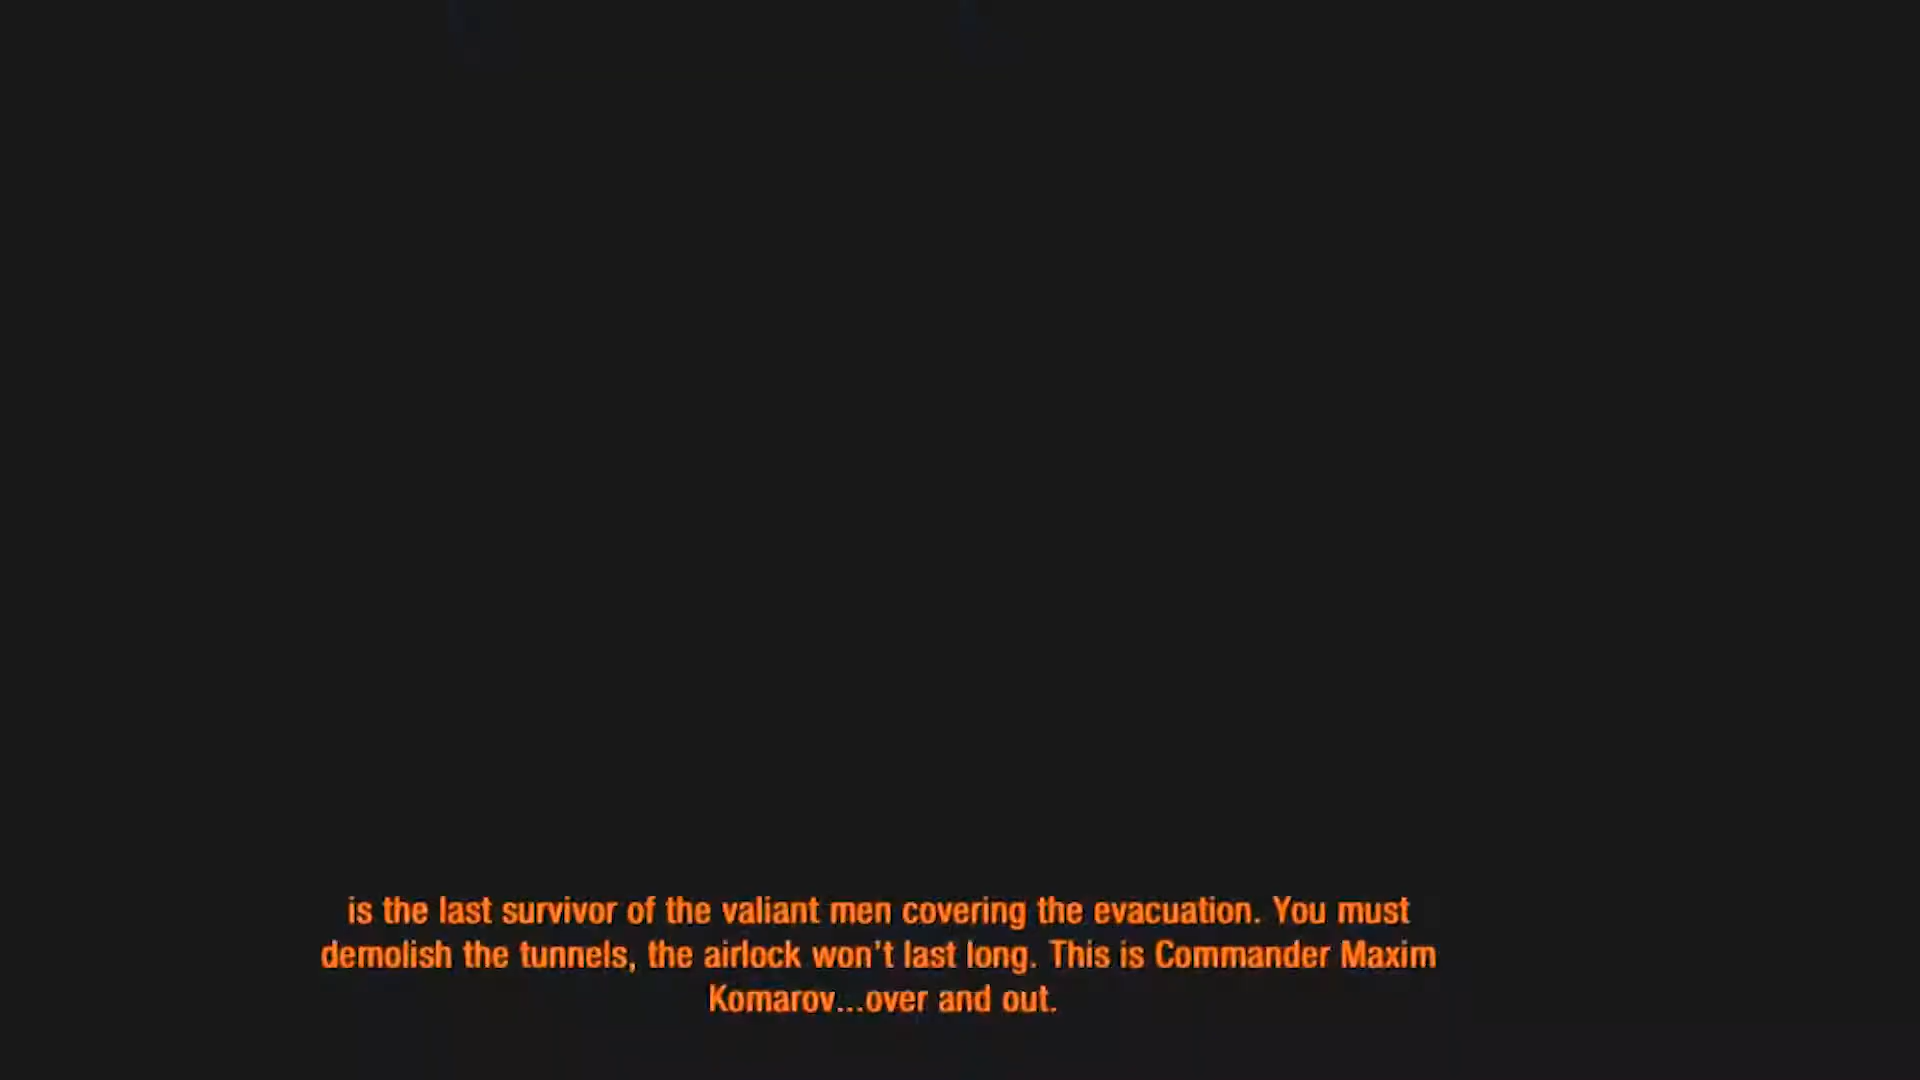 is the last survivor of the valiant men covering the evacuation. You must
demolish the tunnels, the airlock won't last long. This is Commander Maxim
Komarov...over and out.